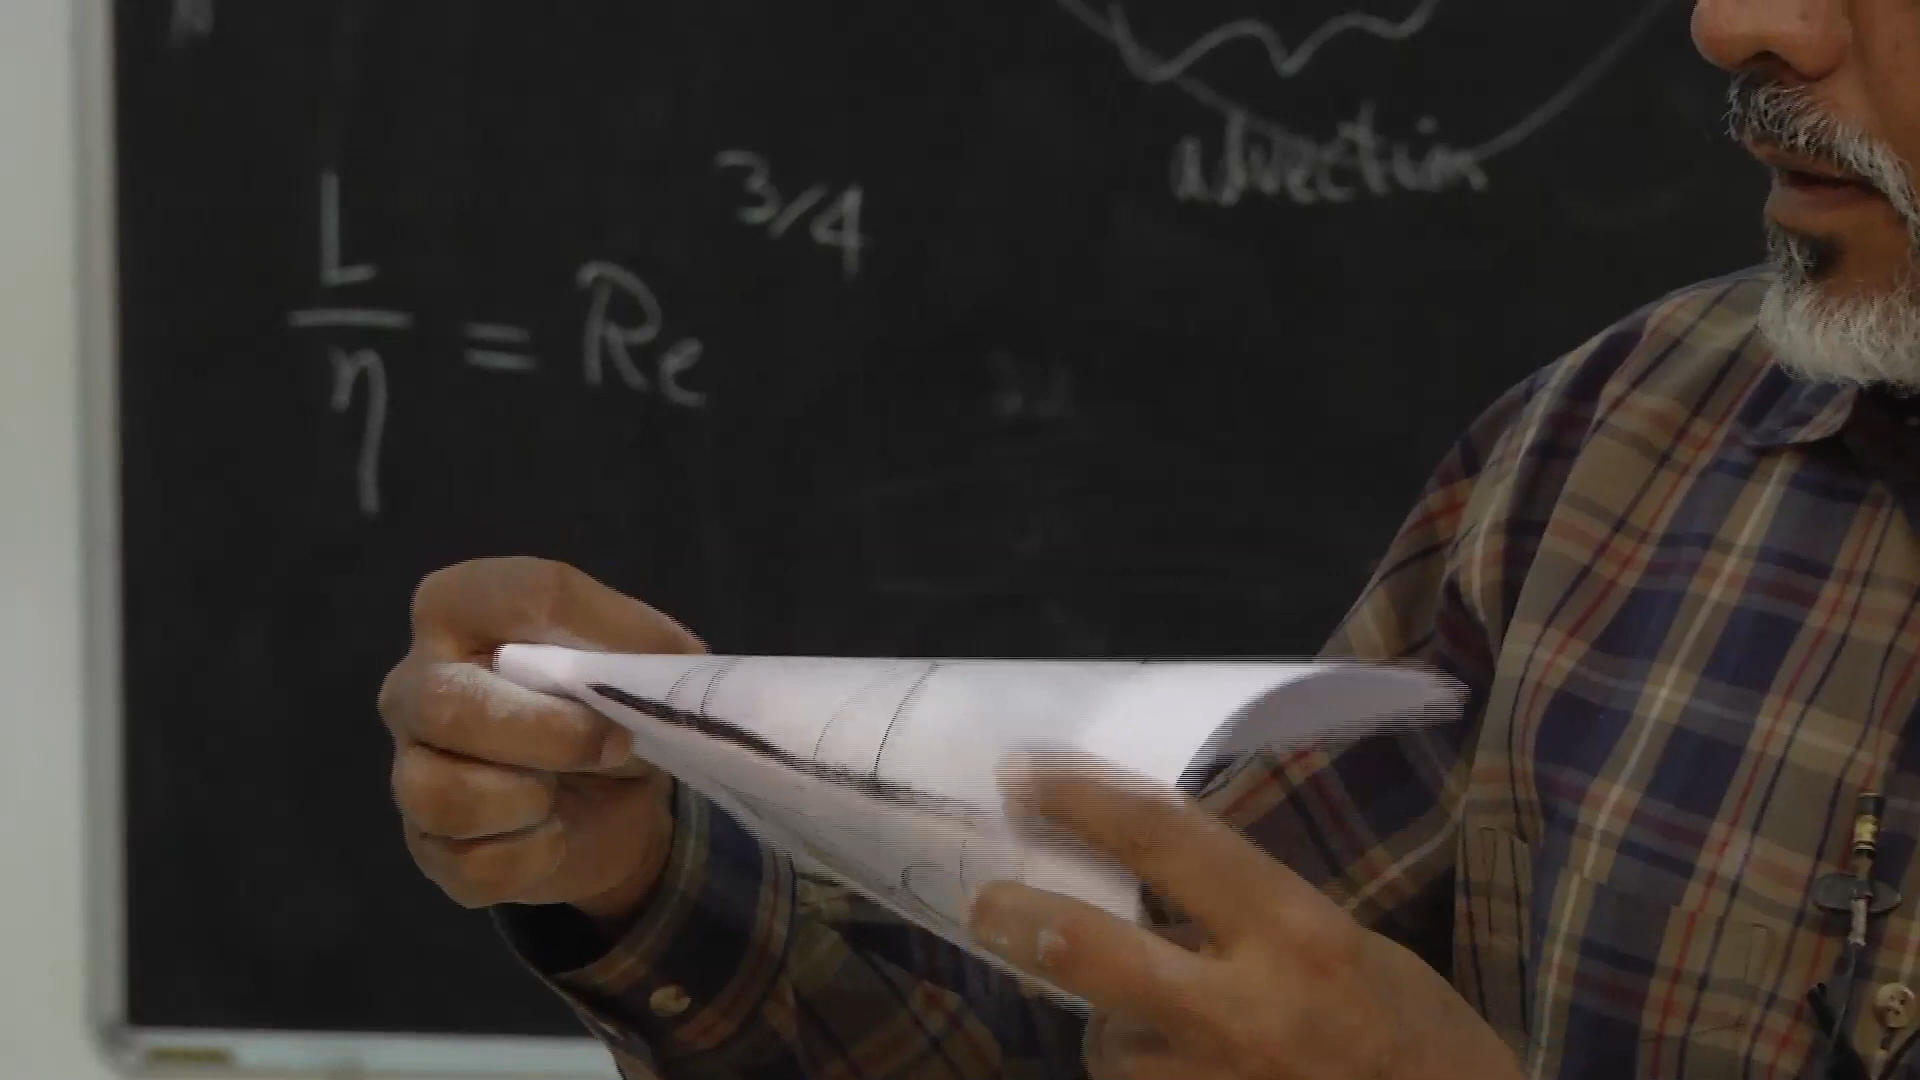 advection
L/η = Re^3/4